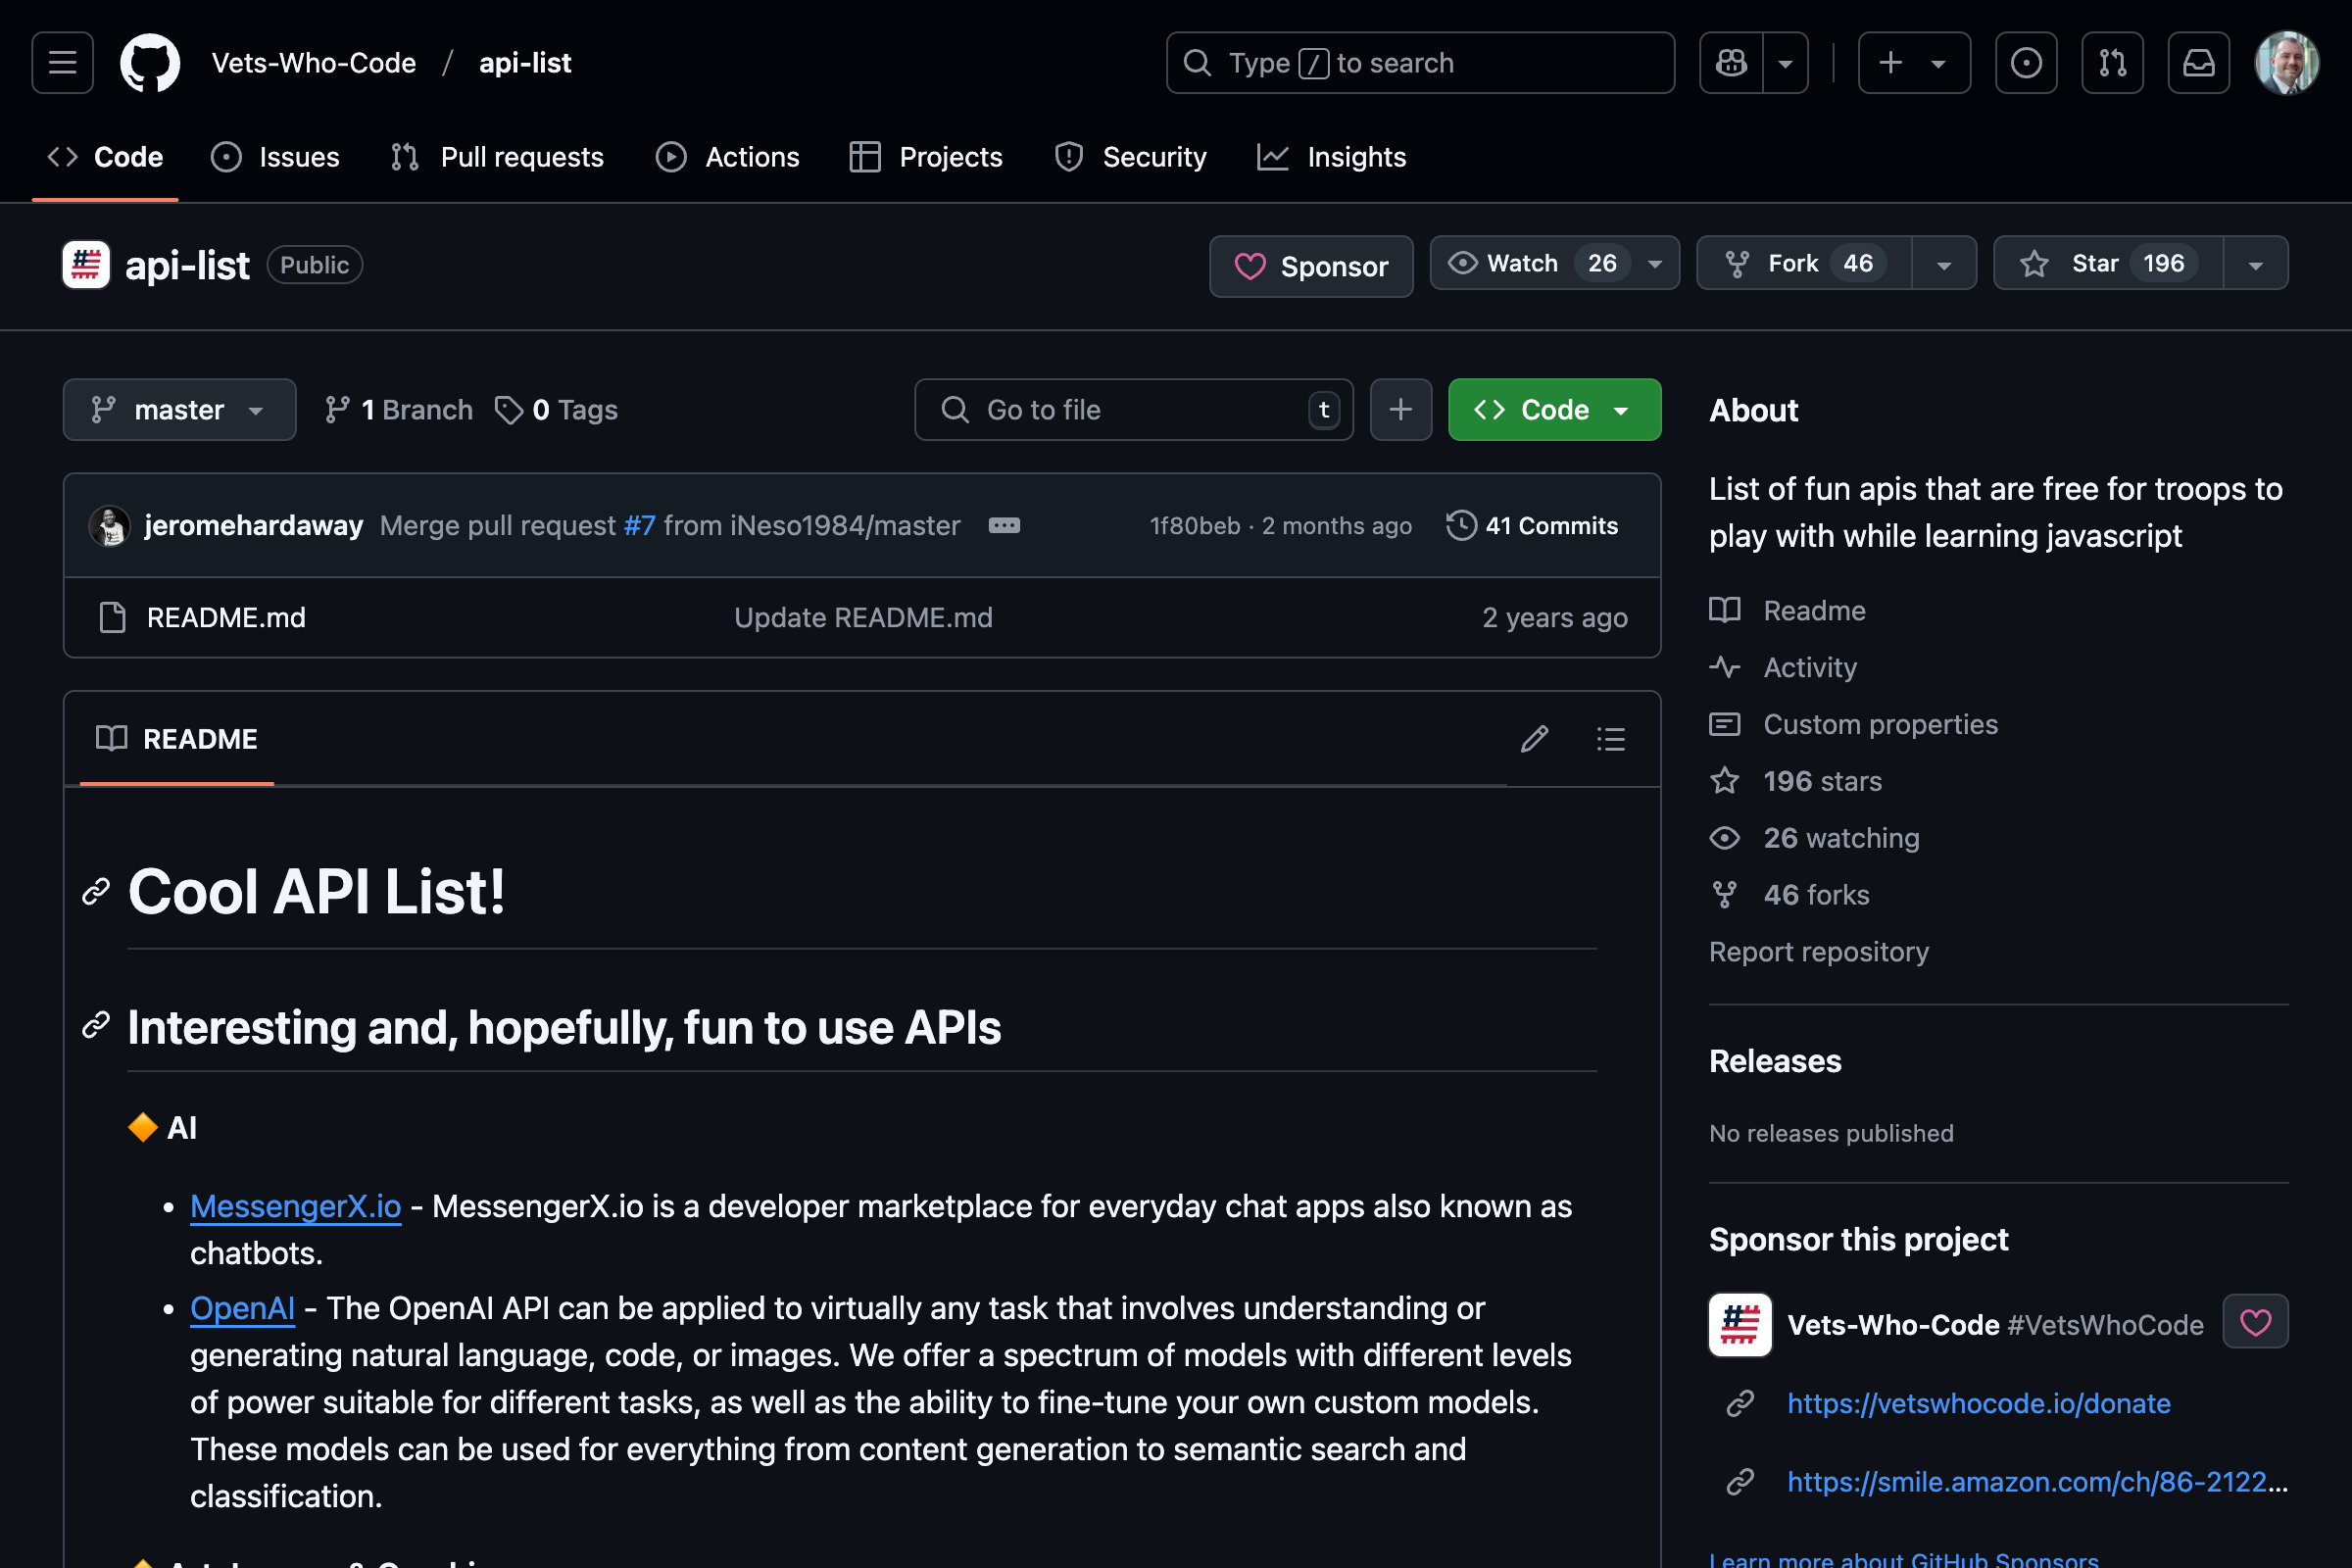 Vets-Who-Code / api-list
Type / to search
Code Issues Pull requests Actions Projects Security Insights
api-list Public
Sponsor Watch 26 Fork 46 Star 196
master 1 Branch 0 Tags
Go to file t
+
Code
jeromehardaway Merge pull request #7 from iNeso1984/master 1f80beb · 2 months ago 41 Commits
README.md Update README.md 2 years ago
README
Cool API List!
Interesting and, hopefully, fun to use APIs
AI
• MessengerX.io - MessengerX.io is a developer marketplace for everyday chat apps also known as
chatbots.
• OpenAI - The OpenAI API can be applied to virtually any task that involves understanding or
generating natural language, code, or images. We offer a spectrum of models with different levels
of power suitable for different tasks, as well as the ability to fine-tune your own custom models.
These models can be used for everything from content generation to semantic search and
classification.
About
List of fun apis that are free for troops to
play with while learning javascript
Readme
Activity
Custom properties
196 stars
26 watching
46 forks
Report repository
Releases
No releases published
Sponsor this project
Vets-Who-Code #VetsWhoCode
https://vetswhocode.io/donate
https://smile.amazon.com/ch/86-2122...
Learn more about GitHub Sponsors